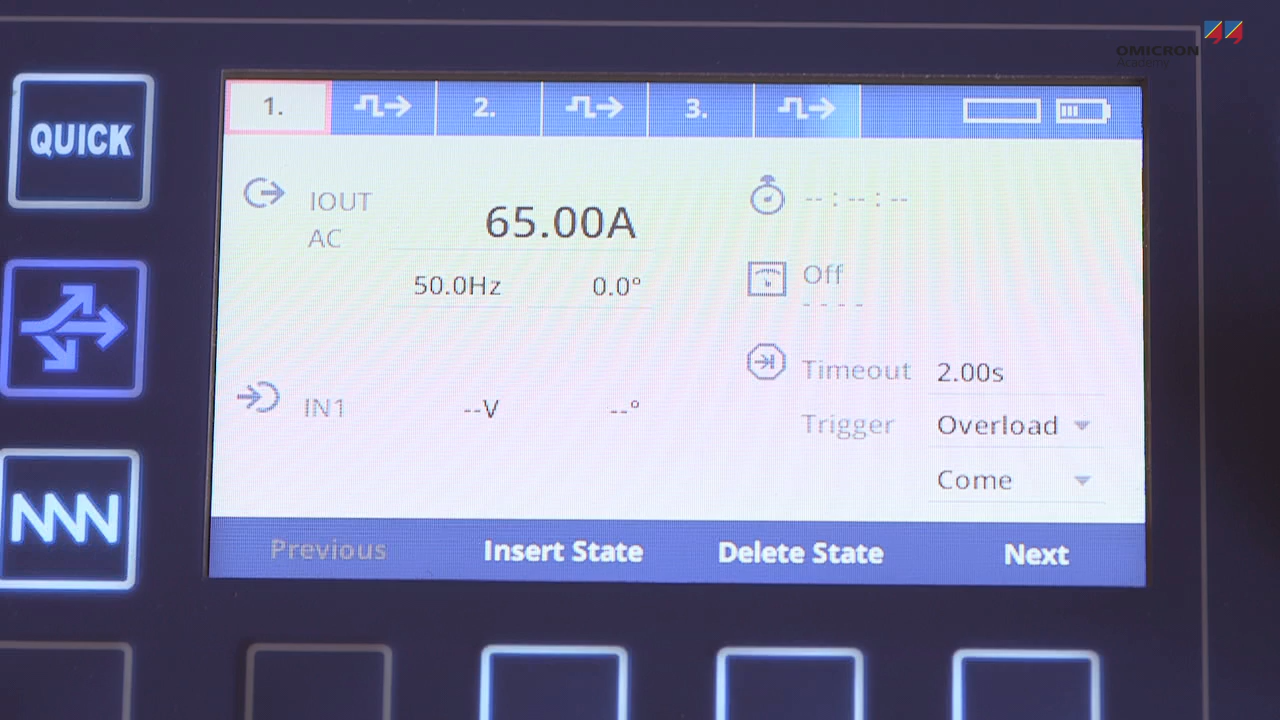 OMICRON
Academy
QUICK
1. 2. 3.
IOUT
AC
65.00A
50.0Hz 0.0°
IN1 --V --°
-- : -- : --
Off
- - - -
Timeout 2.00s
Trigger Overload
Come
Previous Insert State Delete State Next